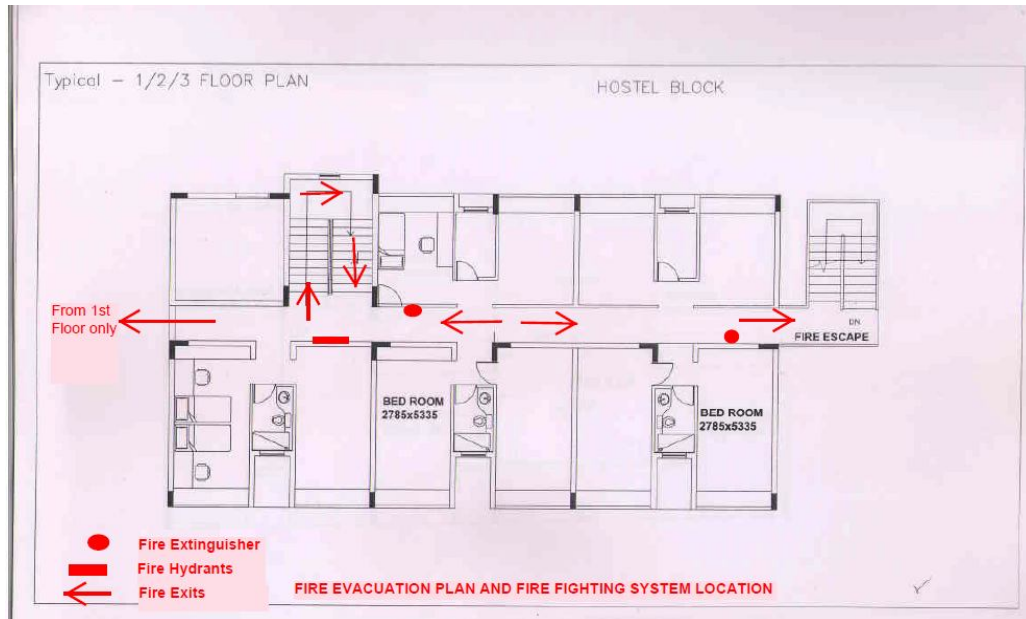 Typical - 1/2/3 FLOOR PLAN
HOSTEL BLOCK
From 1st
Floor only
DN
FIRE ESCAPE
BED ROOM
2785x5335
BED ROOM
2785x5335
Fire Extinguisher
Fire Hydrants
Fire Exits
FIRE EVACUATION PLAN AND FIRE FIGHTING SYSTEM LOCATION